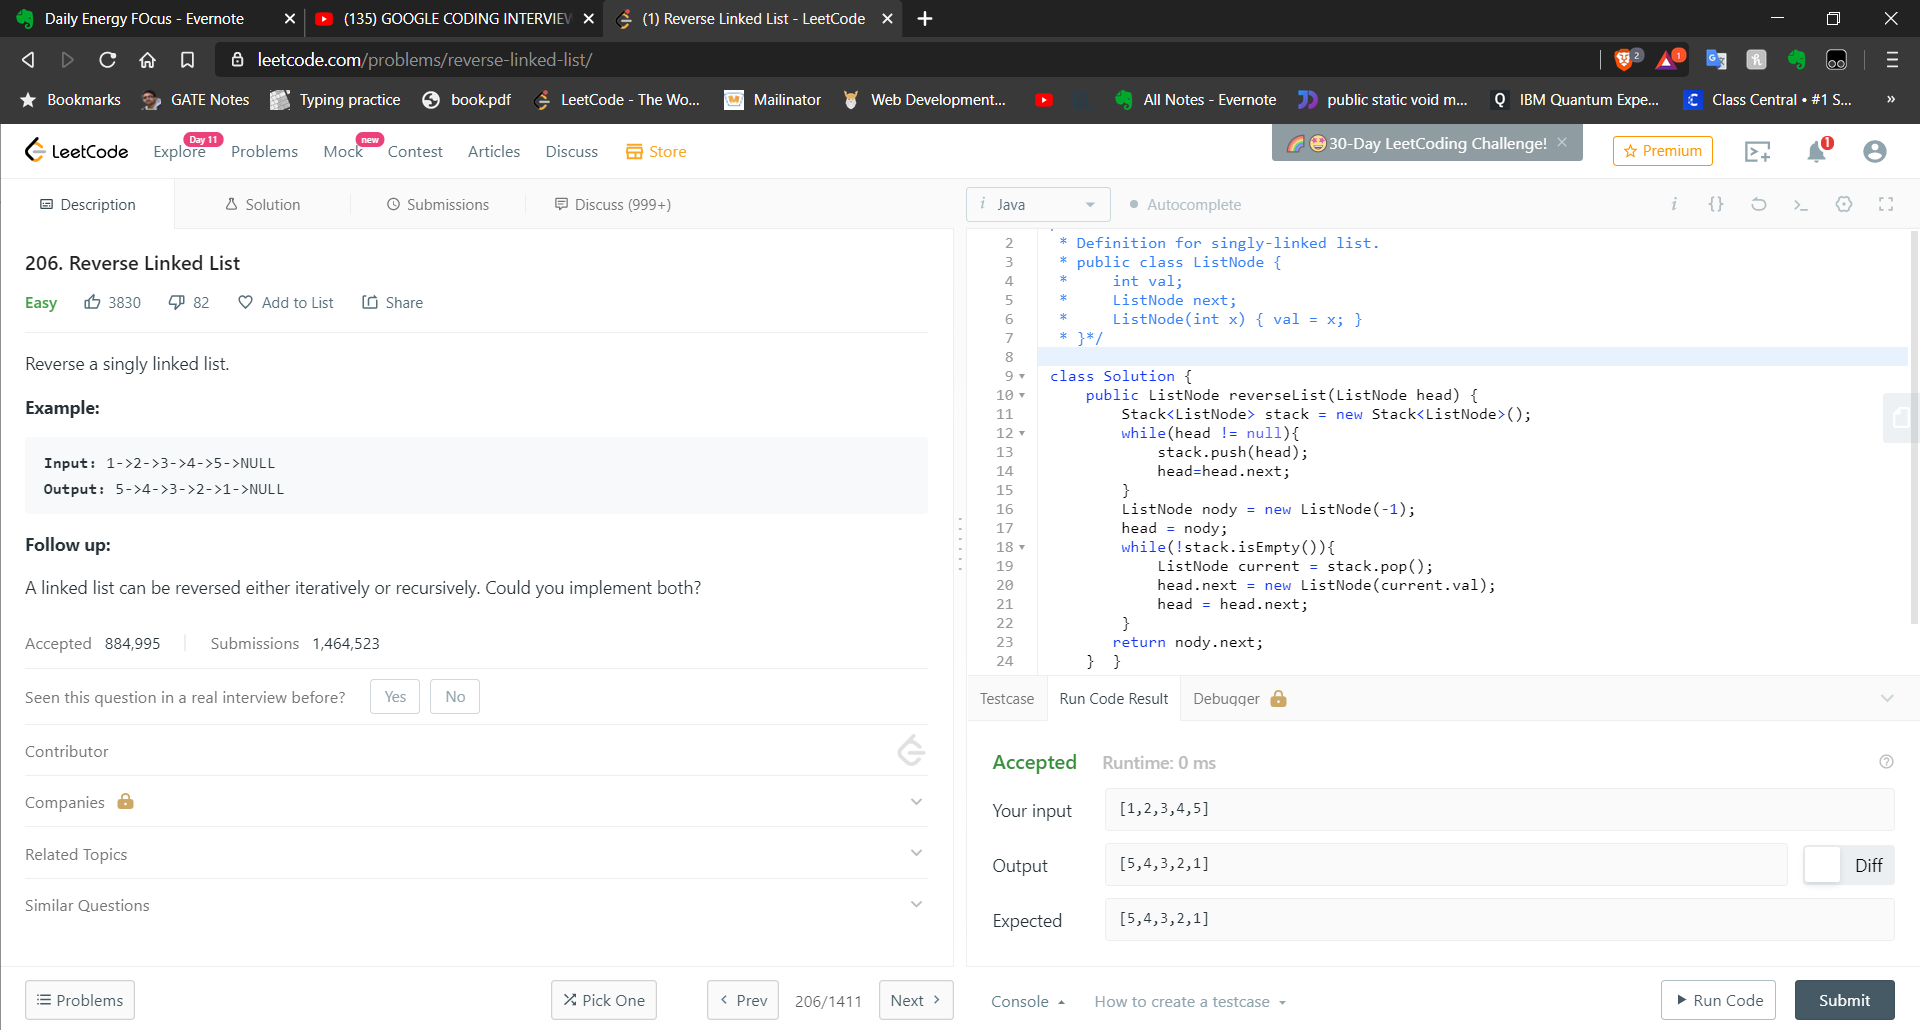 Daily Energy FOcus - Evernote
(135) GOOGLE CODING INTERVIEW
(1) Reverse Linked List - LeetCode
leetcode.com/problems/reverse-linked-list/
2
1
Bookmarks
GATE Notes
Typing practice
book.pdf
LeetCode - The Wo...
Mailinator
Web Development...
All Notes - Evernote
public static void m...
IBM Quantum Expe...
Class Central • #1 S...
»
LeetCode
Explore
Day 11
Problems
Mock
new
Contest
Articles
Discuss
Store
30-Day LeetCoding Challenge!
Premium
1
Description
Solution
Submissions
Discuss (999+)
i Java
Autocomplete
206. Reverse Linked List
Easy
3830
82
Add to List
Share
Reverse a singly linked list.
Example:
Input: 1->2->3->4->5->NULL
Output: 5->4->3->2->1->NULL
Follow up:
A linked list can be reversed either iteratively or recursively. Could you implement both?
Accepted 884,995
Submissions 1,464,523
Seen this question in a real interview before?
Yes
No
Contributor
Companies
Related Topics
Similar Questions
2 * Definition for singly-linked list.
3 * public class ListNode {
4 *     int val;
5 *     ListNode next;
6 *     ListNode(int x) { val = x; }
7 * }*/
8
9 class Solution {
10     public ListNode reverseList(ListNode head) {
11         Stack<ListNode> stack = new Stack<ListNode>();
12         while(head != null){
13             stack.push(head);
14             head=head.next;
15         }
16         ListNode nody = new ListNode(-1);
17         head = nody;
18         while(!stack.isEmpty()){
19             ListNode current = stack.pop();
20             head.next = new ListNode(current.val);
21             head = head.next;
22         }
23        return nody.next;
24     }  }
Testcase
Run Code Result
Debugger
Accepted
Runtime: 0 ms
Your input
[1,2,3,4,5]
Output
[5,4,3,2,1]
Diff
Expected
[5,4,3,2,1]
Problems
Pick One
Prev
206/1411
Next
Console
How to create a testcase
Run Code
Submit